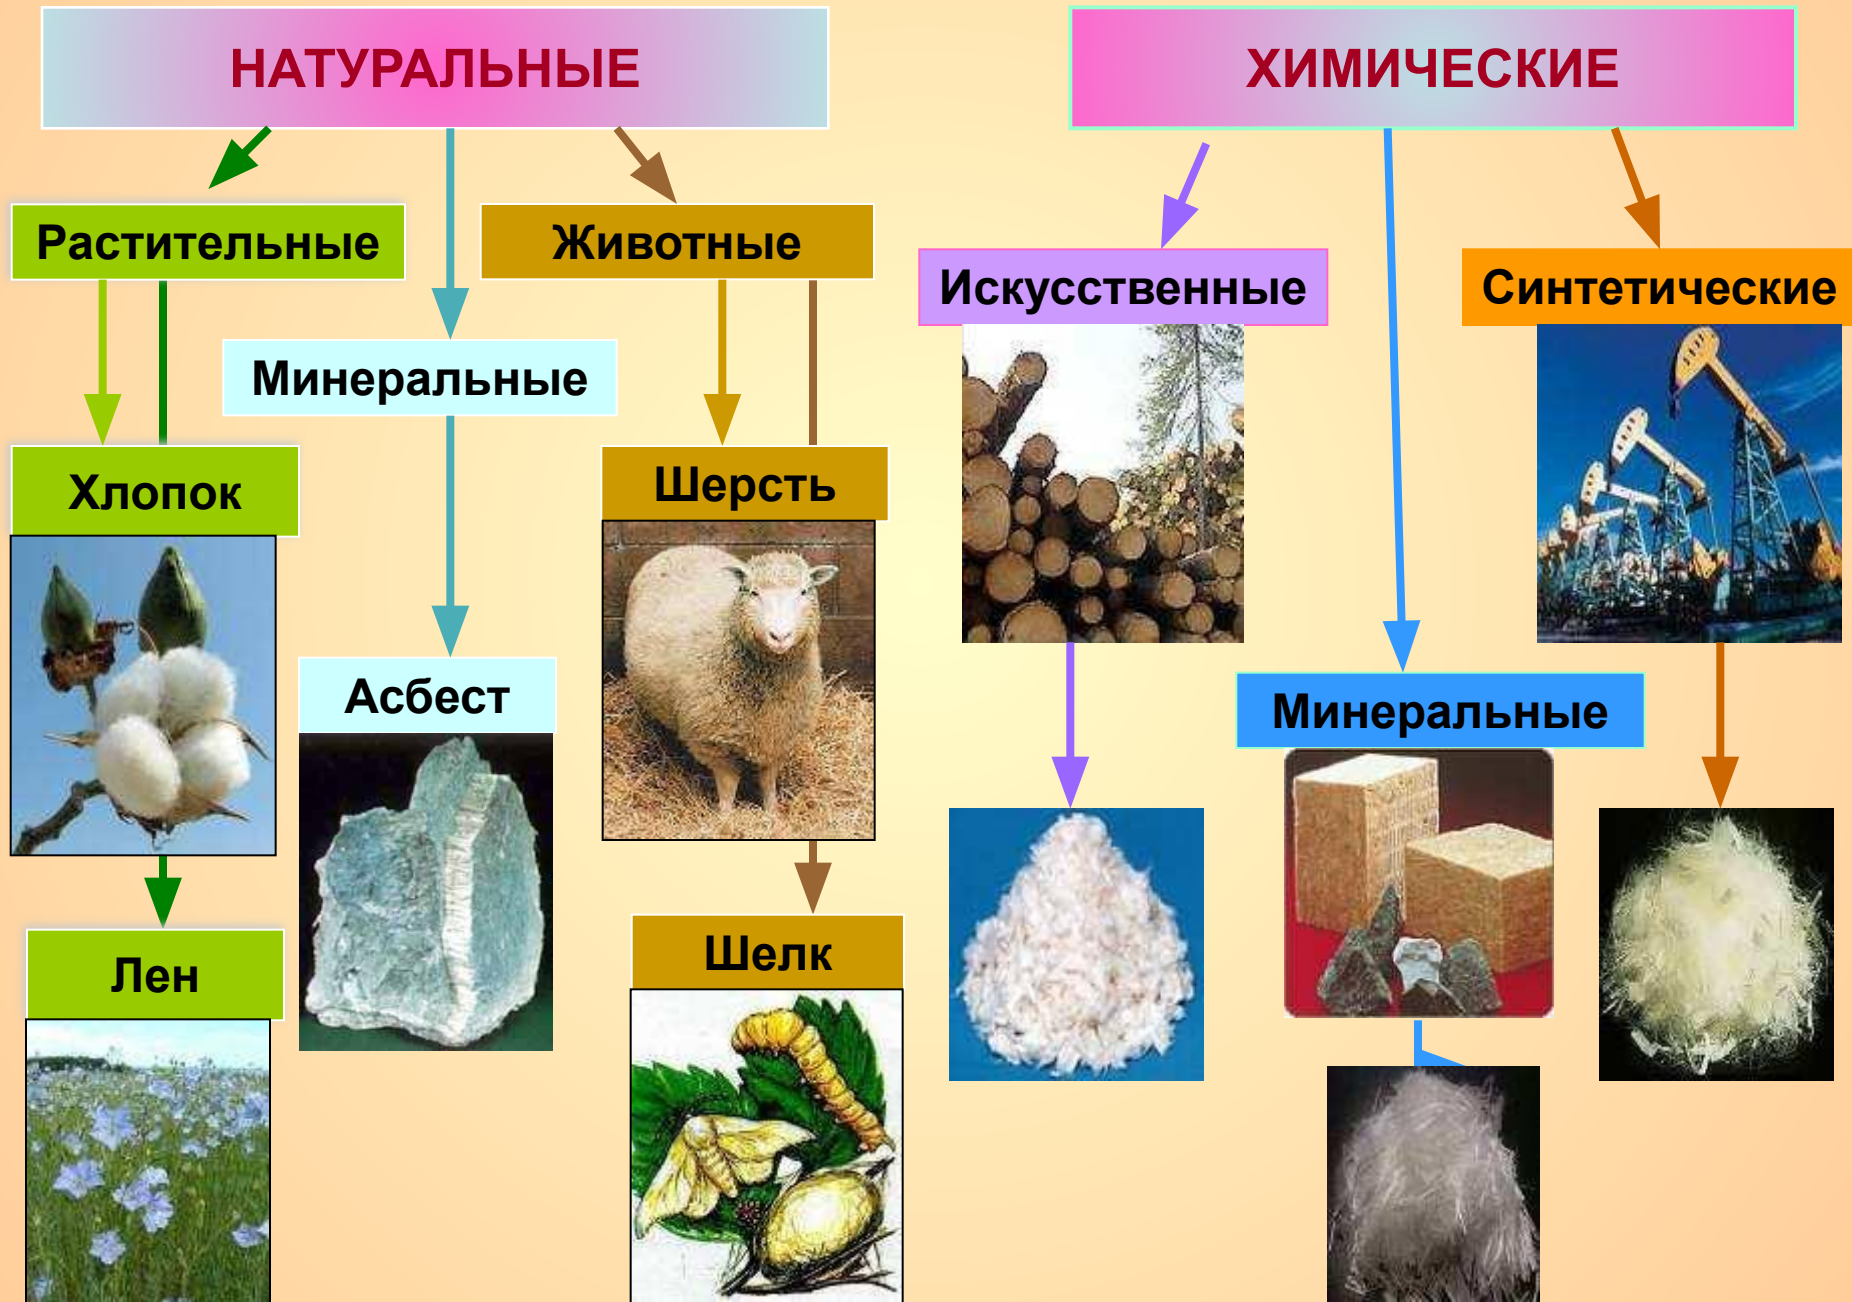 НАТУРАЛЬНЫЕ
ХИМИЧЕСКИЕ
Растительные
Животные
Искусственные
Синтетические
Минеральные
Хлопок
Шерсть
Асбест
Минеральные
Лен
Шелк